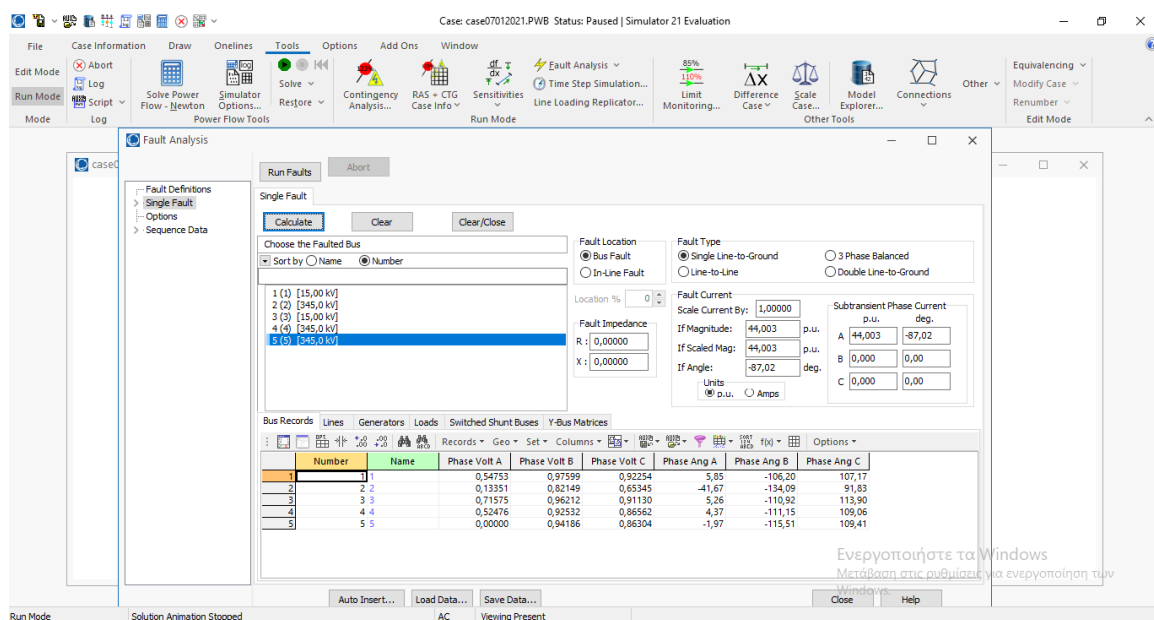 Case: case07012021.PWB Status: Paused | Simulator 21 Evaluation
File Case Information Draw Onelines Tools Options Add Ons Window
Edit Mode
Run Mode
Mode
Abort
Log
Script
Log
Solve Power Flow - Newton
Simulator Options...
Power Flow Tools
Solve
Restore
Contingency Analysis...
RAS + CTG Case Info
Sensitivities
Fault Analysis
Time Step Simulation...
Line Loading Replicator...
Run Mode
85%
110%
Limit Monitoring...
Difference Case
Scale Case...
Model Explorer...
Connections
Other
Other Tools
Equivalencing
Modify Case
Renumber
Edit Mode
Fault Analysis
Run Faults Abort
Fault Definitions
Single Fault
Options
Sequence Data
Single Fault
Calculate Clear Clear/Close
Choose the Faulted Bus
Sort by Name Number
1 (1) [15,00 kV]
2 (2) [345,0 kV]
3 (3) [15,00 kV]
4 (4) [345,0 kV]
5 (5) [345,0 kV]
Fault Location
Bus Fault
In-Line Fault
Location % 0
Fault Impedance
R : 0,00000
X : 0,00000
Fault Type
Single Line-to-Ground 3 Phase Balanced
Line-to-Line Double Line-to-Ground
Fault Current
Scale Current By: 1,00000
If Magnitude: 44,003 p.u.
If Scaled Mag: 44,003 p.u.
If Angle: -87,02 deg.
Units
p.u. Amps
Subtransient Phase Current
p.u. deg.
A 44,003 -87,02
B 0,000 0,00
C 0,000 0,00
Bus Records Lines Generators Loads Switched Shunt Buses Y-Bus Matrices
Records Geo Set Columns f(x) Options
Number Name Phase Volt A Phase Volt B Phase Volt C Phase Ang A Phase Ang B Phase Ang C
1 1 1 0,54753 0,97599 0,92254 5,85 -106,20 107,17
2 2 2 0,13351 0,82149 0,65345 -41,67 -134,09 91,83
3 3 3 0,71575 0,96212 0,91130 5,26 -110,92 113,90
4 4 4 0,52476 0,92532 0,86562 4,37 -111,15 109,06
5 5 5 0,00000 0,94186 0,86304 -1,97 -115,51 109,41
Ενεργοποιήστε τα Windows
Μετάβαση στις ρυθμίσεις για ενεργοποίηση των Windows.
Auto Insert... Load Data... Save Data... Close Help
Run Mode Solution Animation Stopped AC Viewing Present